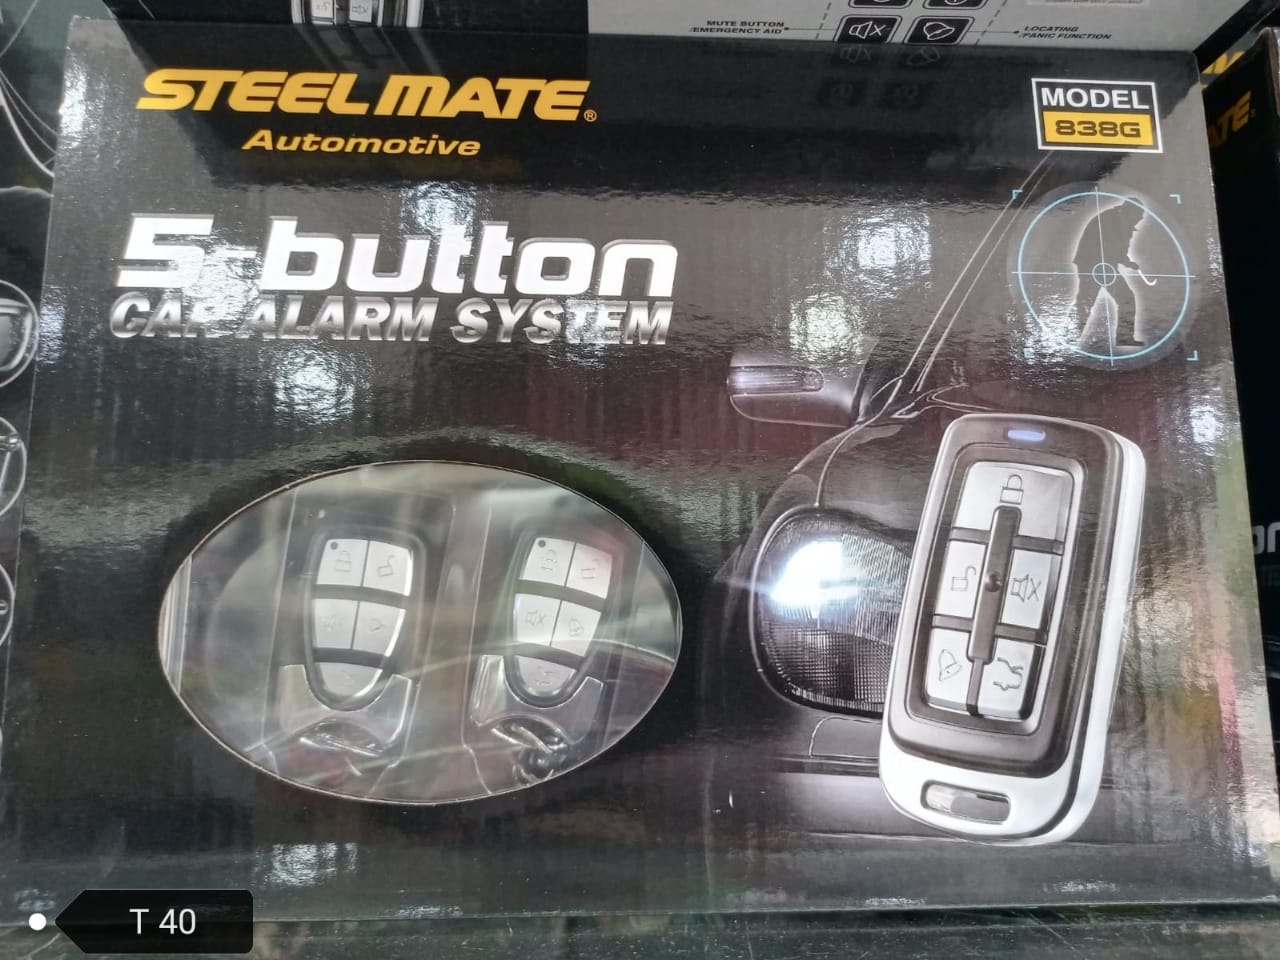 MUTE BUTTON
/EMERGENCY AID
LOCATING
/PANIC FUNCTION
STEELMATE®
Automotive
MODEL
838G
5-button
CAR ALARM SYSTEM
T 40